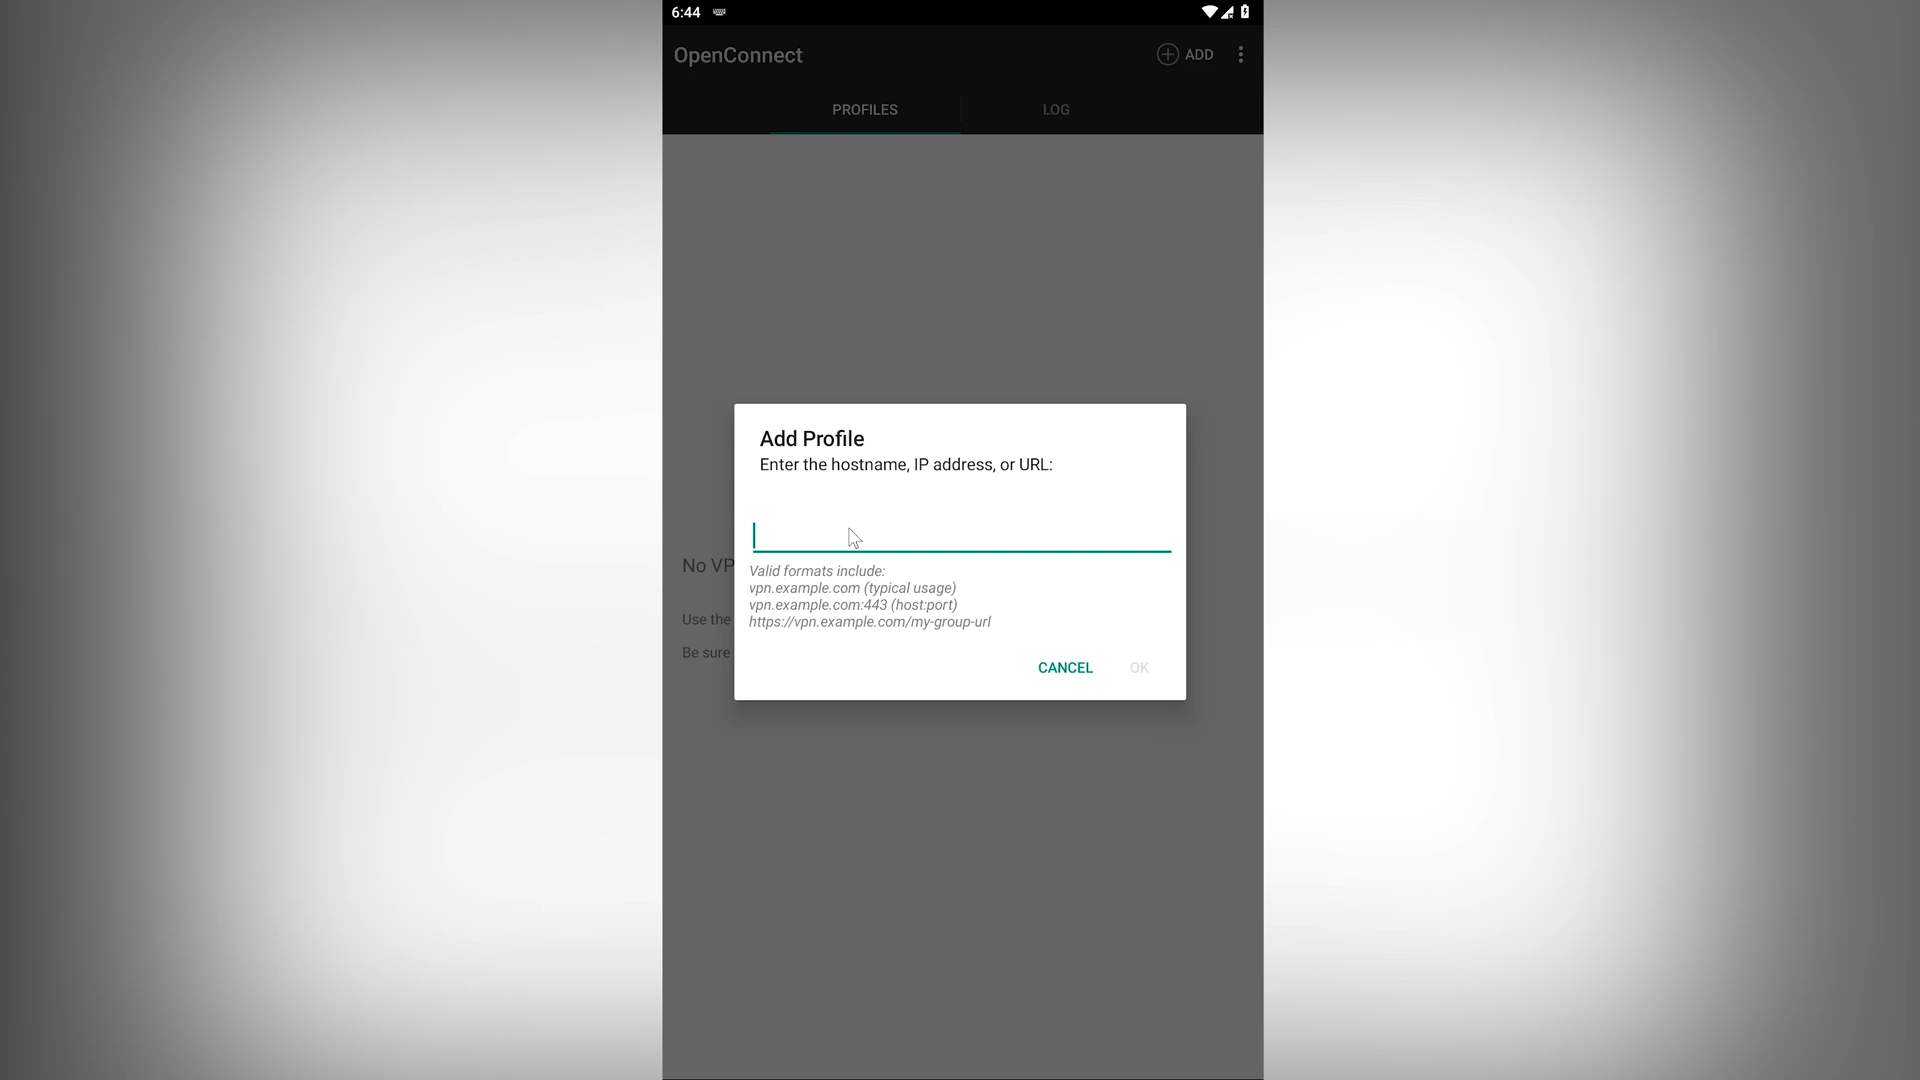 6:44
OpenConnect
ADD
PROFILES
LOG
Add Profile
Enter the hostname, IP address, or URL:
No VP
Valid formats include:
vpn.example.com (typical usage)
vpn.example.com:443 (host:port)
Use the
https://vpn.example.com/my-group-url
Be sure
CANCEL
OK